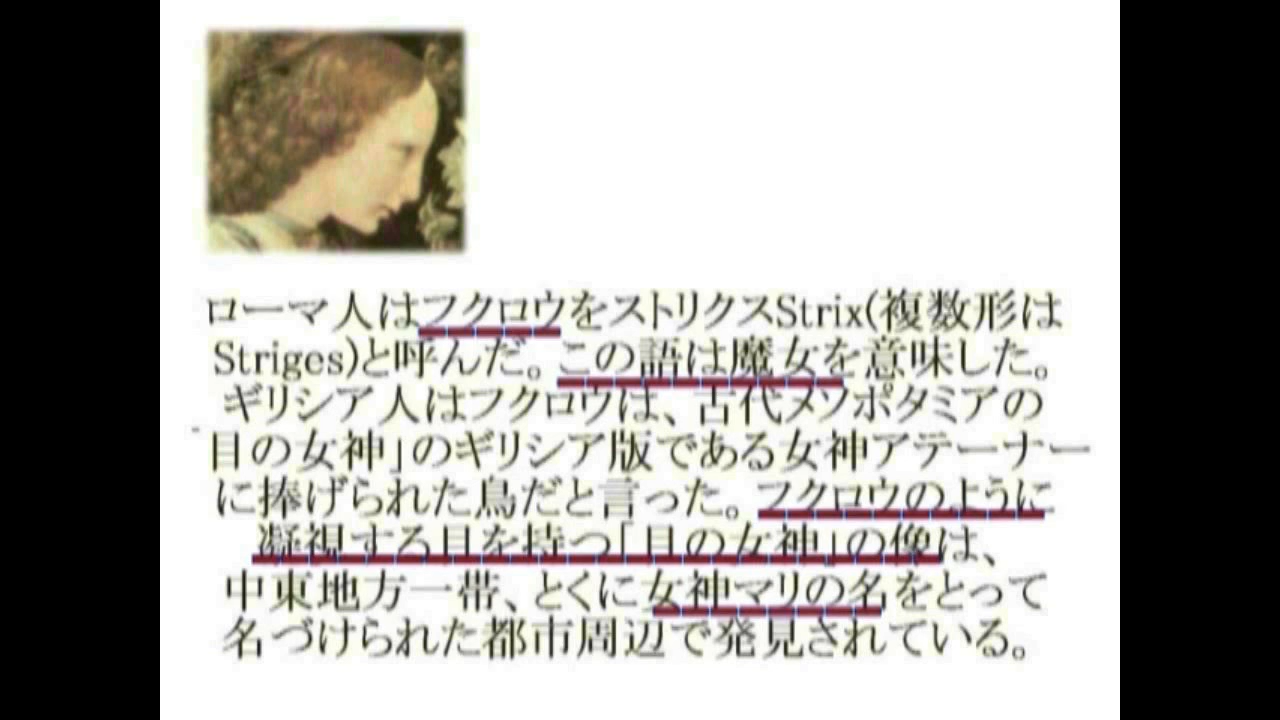 ローマ人はフクロウをストリクスStrix(複数形は
Striges)と呼んだ。この語は魔女を意味した。
ギリシア人はフクロウは、古代メソポタミアの
目の女神」のギリシア版である女神アテーナー
に捧げられた鳥だと言った。フクロウのように
凝視する目を持つ「目の女神」の像は、
中東地方一帯、とくに女神マリの名をとって
名づけられた都市周辺で発見されている。